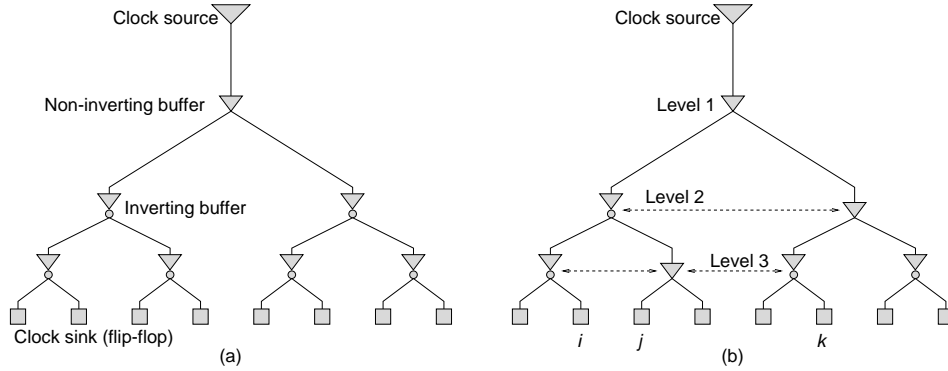 Clock source
Clock source
Non-inverting buffer
Level 1
Inverting buffer
Level 2
Level 3
Clock sink (flip-flop)
i
j
k
(a)
(b)